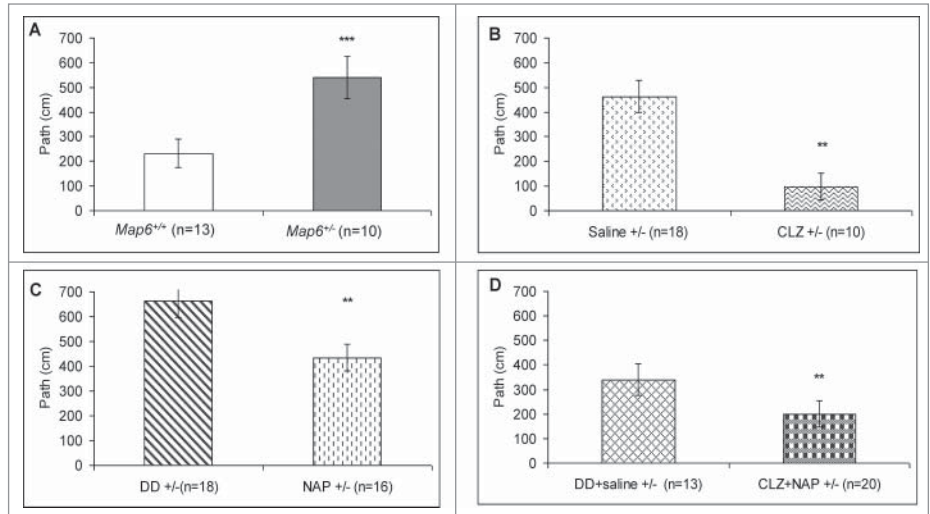 A
700
600
500
400
300
200
100
0
Path (cm)
***
Map6+/+ (n=13)
Map6+/- (n=10)
B
700
600
500
400
300
200
100
0
Path (cm)
**
Saline +/- (n=18)
CLZ +/- (n=10)
C
700
600
500
400
300
200
100
0
Path (cm)
**
DD +/-(n=18)
NAP +/- (n=16)
D
700
600
500
400
300
200
100
0
Path (cm)
**
DD+saline +/- (n=13)
CLZ+NAP +/- (n=20)